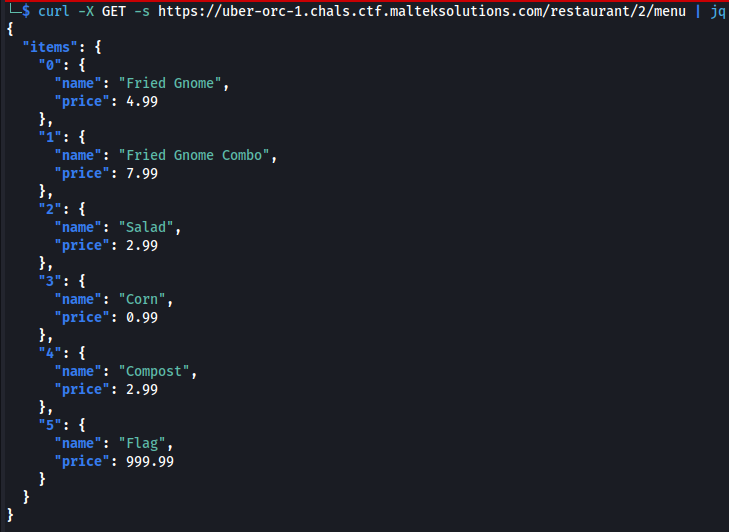 └─$ curl -X GET -s https://uber-orc-1.chals.ctf.malteksolutions.com/restaurant/2/menu | jq
{
  "items": {
    "0": {
      "name": "Fried Gnome",
      "price": 4.99
    },
    "1": {
      "name": "Fried Gnome Combo",
      "price": 7.99
    },
    "2": {
      "name": "Salad",
      "price": 2.99
    },
    "3": {
      "name": "Corn",
      "price": 0.99
    },
    "4": {
      "name": "Compost",
      "price": 2.99
    },
    "5": {
      "name": "Flag",
      "price": 999.99
    }
  }
}